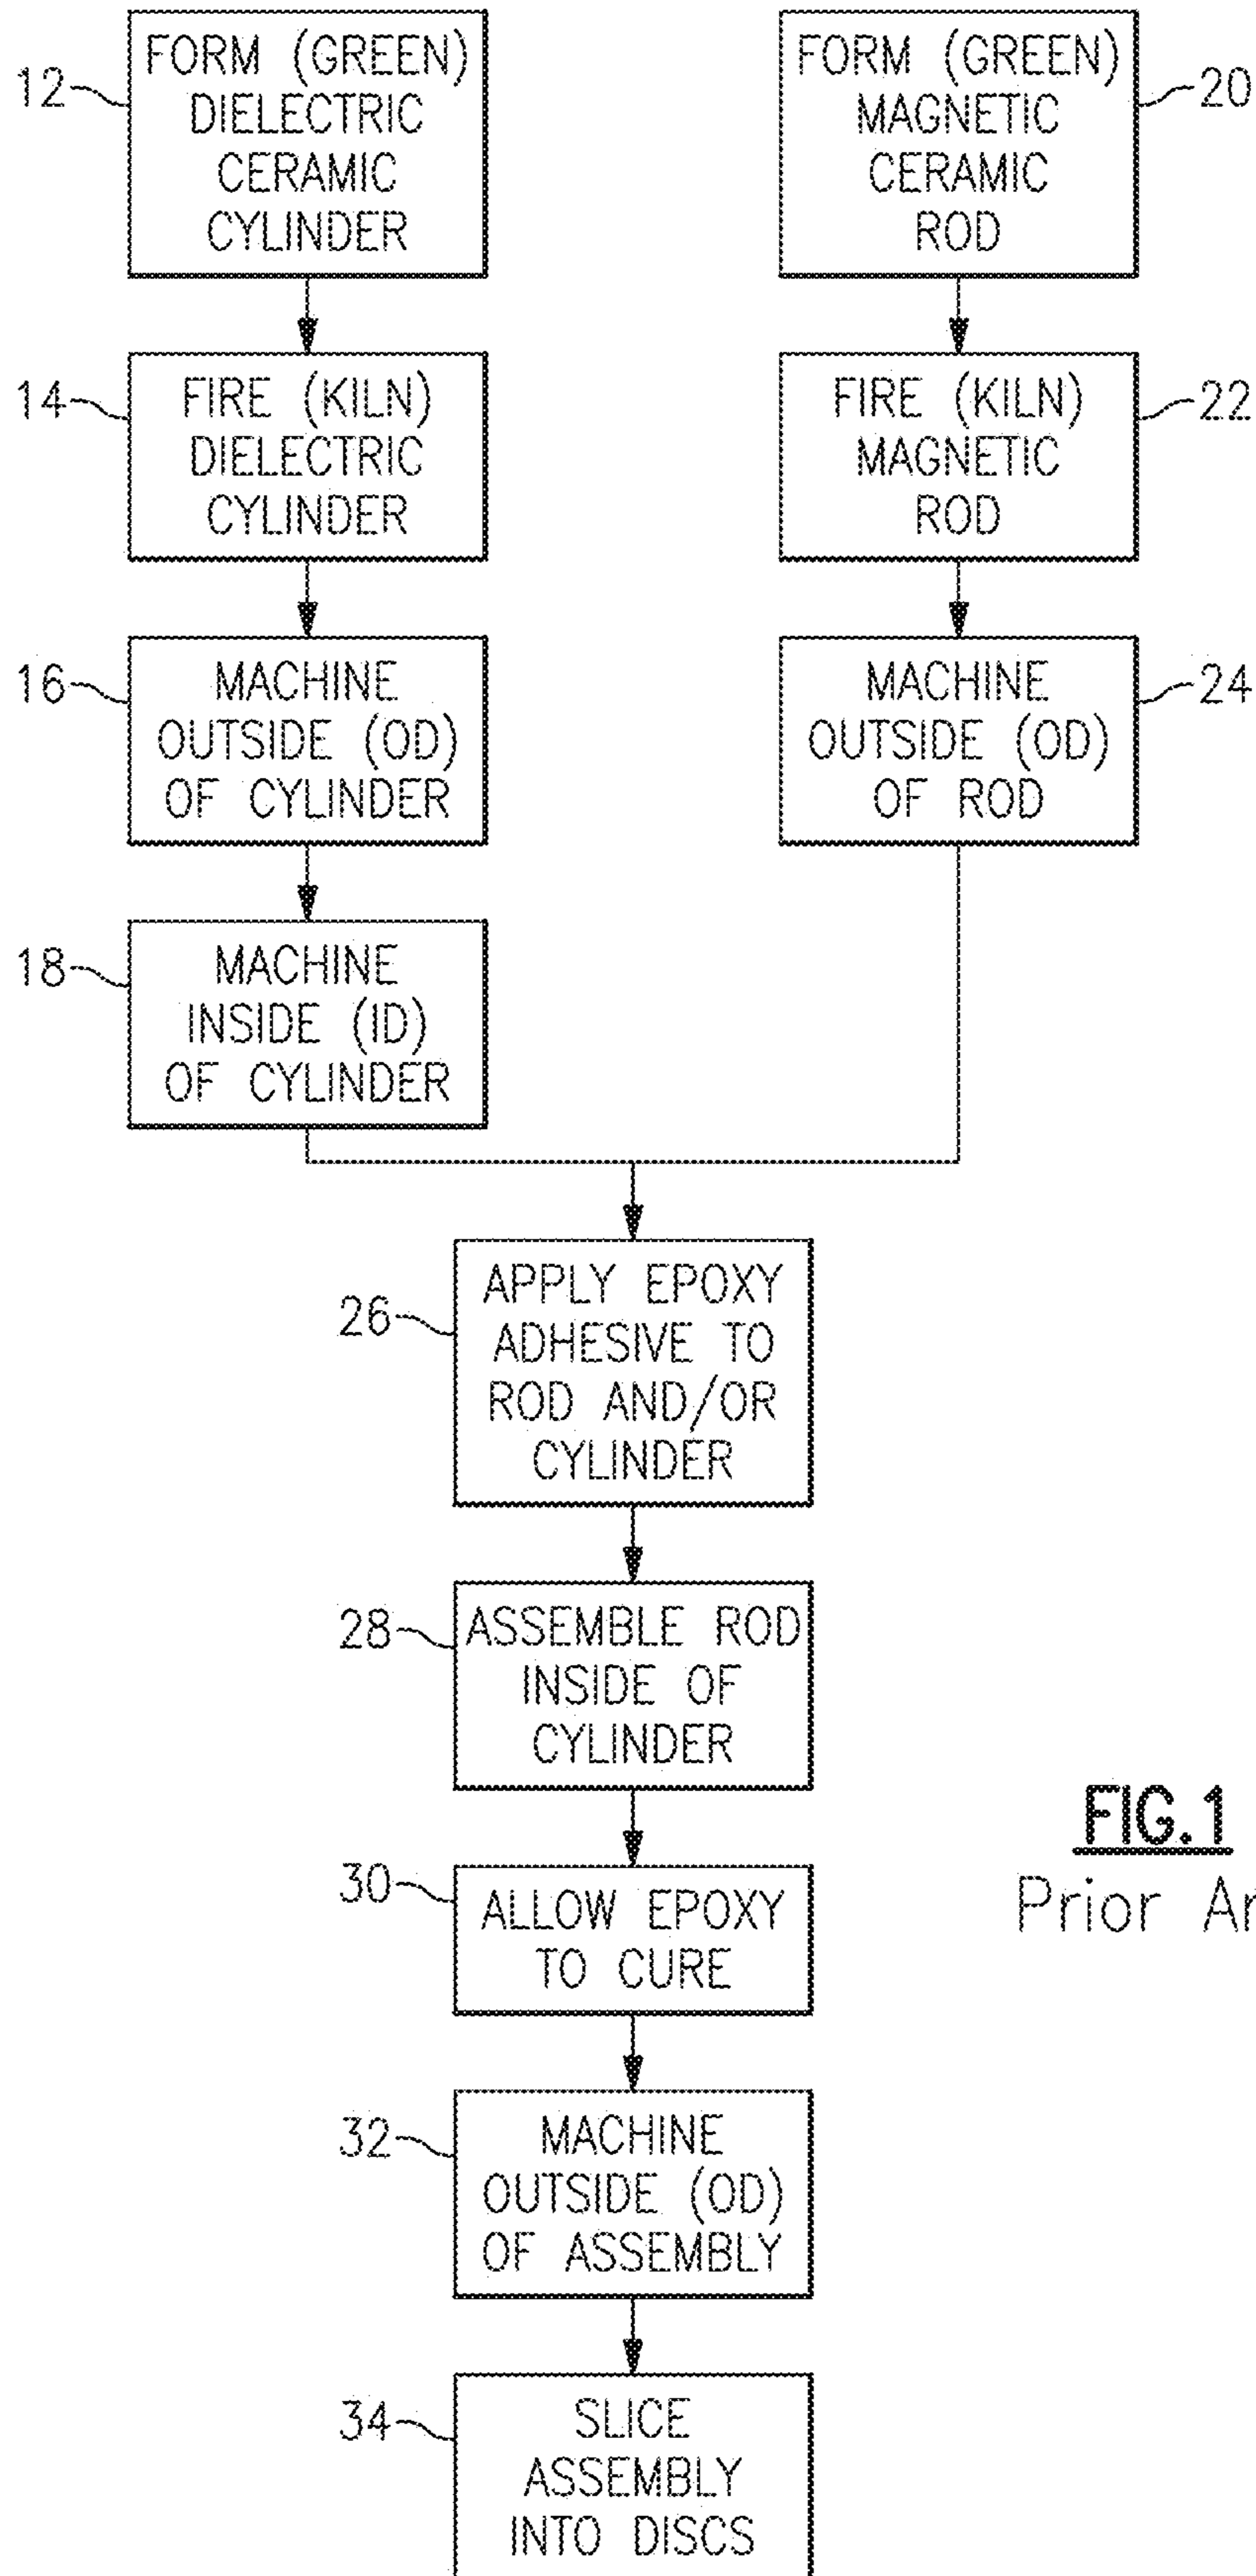 12
FORM (GREEN)
DIELECTRIC
CERAMIC
CYLINDER
20
FORM (GREEN)
MAGNETIC
CERAMIC
ROD
14
FIRE (KILN)
DIELECTRIC
CYLINDER
22
FIRE (KILN)
MAGNETIC
ROD
16
MACHINE
OUTSIDE (OD)
OF CYLINDER
24
MACHINE
OUTSIDE (OD)
OF ROD
18
MACHINE
INSIDE (ID)
OF CYLINDER
26
APPLY EPOXY
ADHESIVE TO
ROD AND/OR
CYLINDER
28
ASSEMBLE ROD
INSIDE OF
CYLINDER
30
ALLOW EPOXY
TO CURE
32
MACHINE
OUTSIDE (OD)
OF ASSEMBLY
34
SLICE
ASSEMBLY
INTO DISCS
FIG.1
Prior